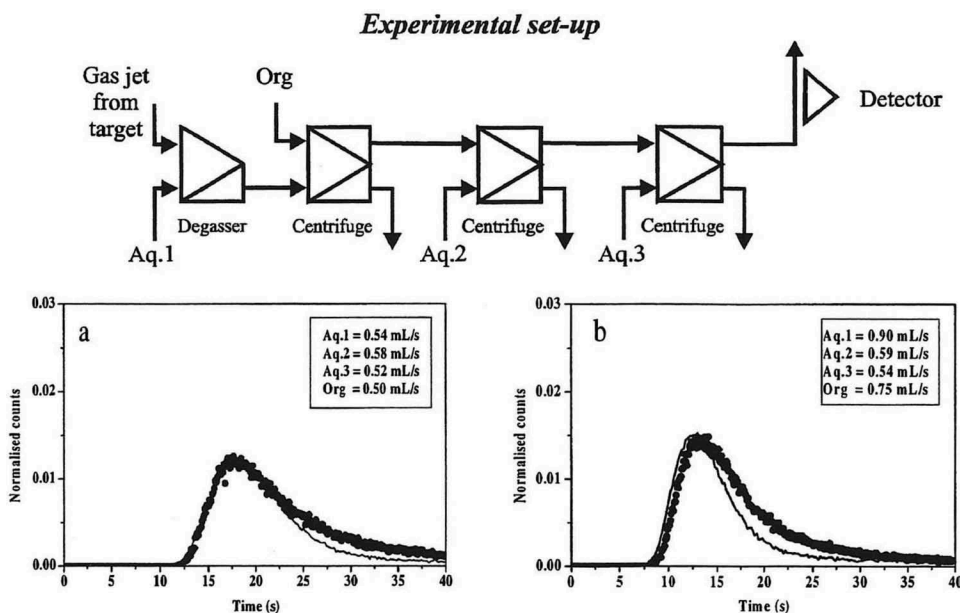 Experimental set-up
Gas jet
from
target
Org
Detector
Degasser
Centrifuge
Centrifuge
Centrifuge
Aq.1
Aq.2
Aq.3
a
Aq.1 = 0.54 mL/s
Aq.2 = 0.58 mL/s
Aq.3 = 0.52 mL/s
Org = 0.50 mL/s
Normalised counts
0.03
0.02
0.01
0.00
0 5 10 15 20 25 30 35 40
Time (s)
b
Aq.1 = 0.90 mL/s
Aq.2 = 0.59 mL/s
Aq.3 = 0.54 mL/s
Org = 0.75 mL/s
Normalised counts
0.03
0.02
0.01
0.00
0 5 10 15 20 25 30 35 40
Time (s)